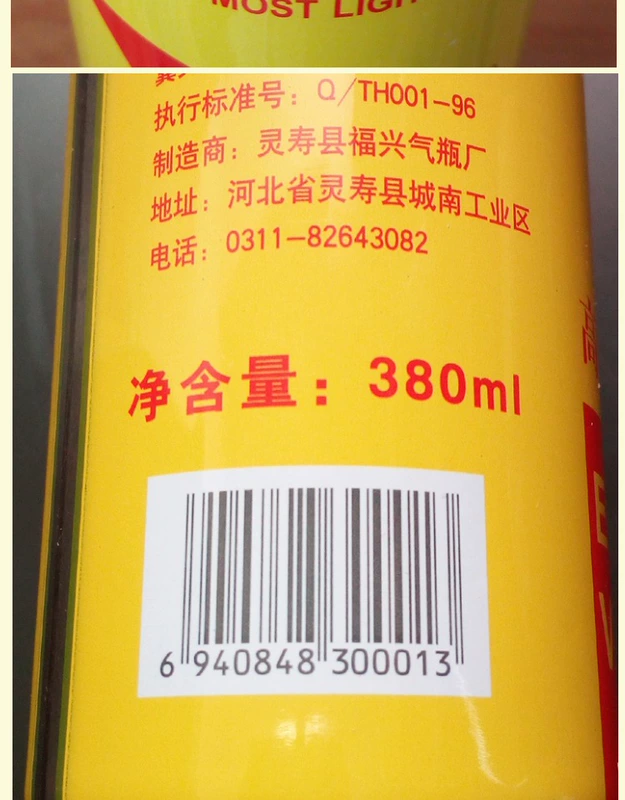 MOST LIGH
执行标准号：Q/TH001-96
制造商：灵寿县福兴气瓶厂
地址：河北省灵寿县城南工业区
电话：0311-82643082
净含量：380ml
6 940848 300013